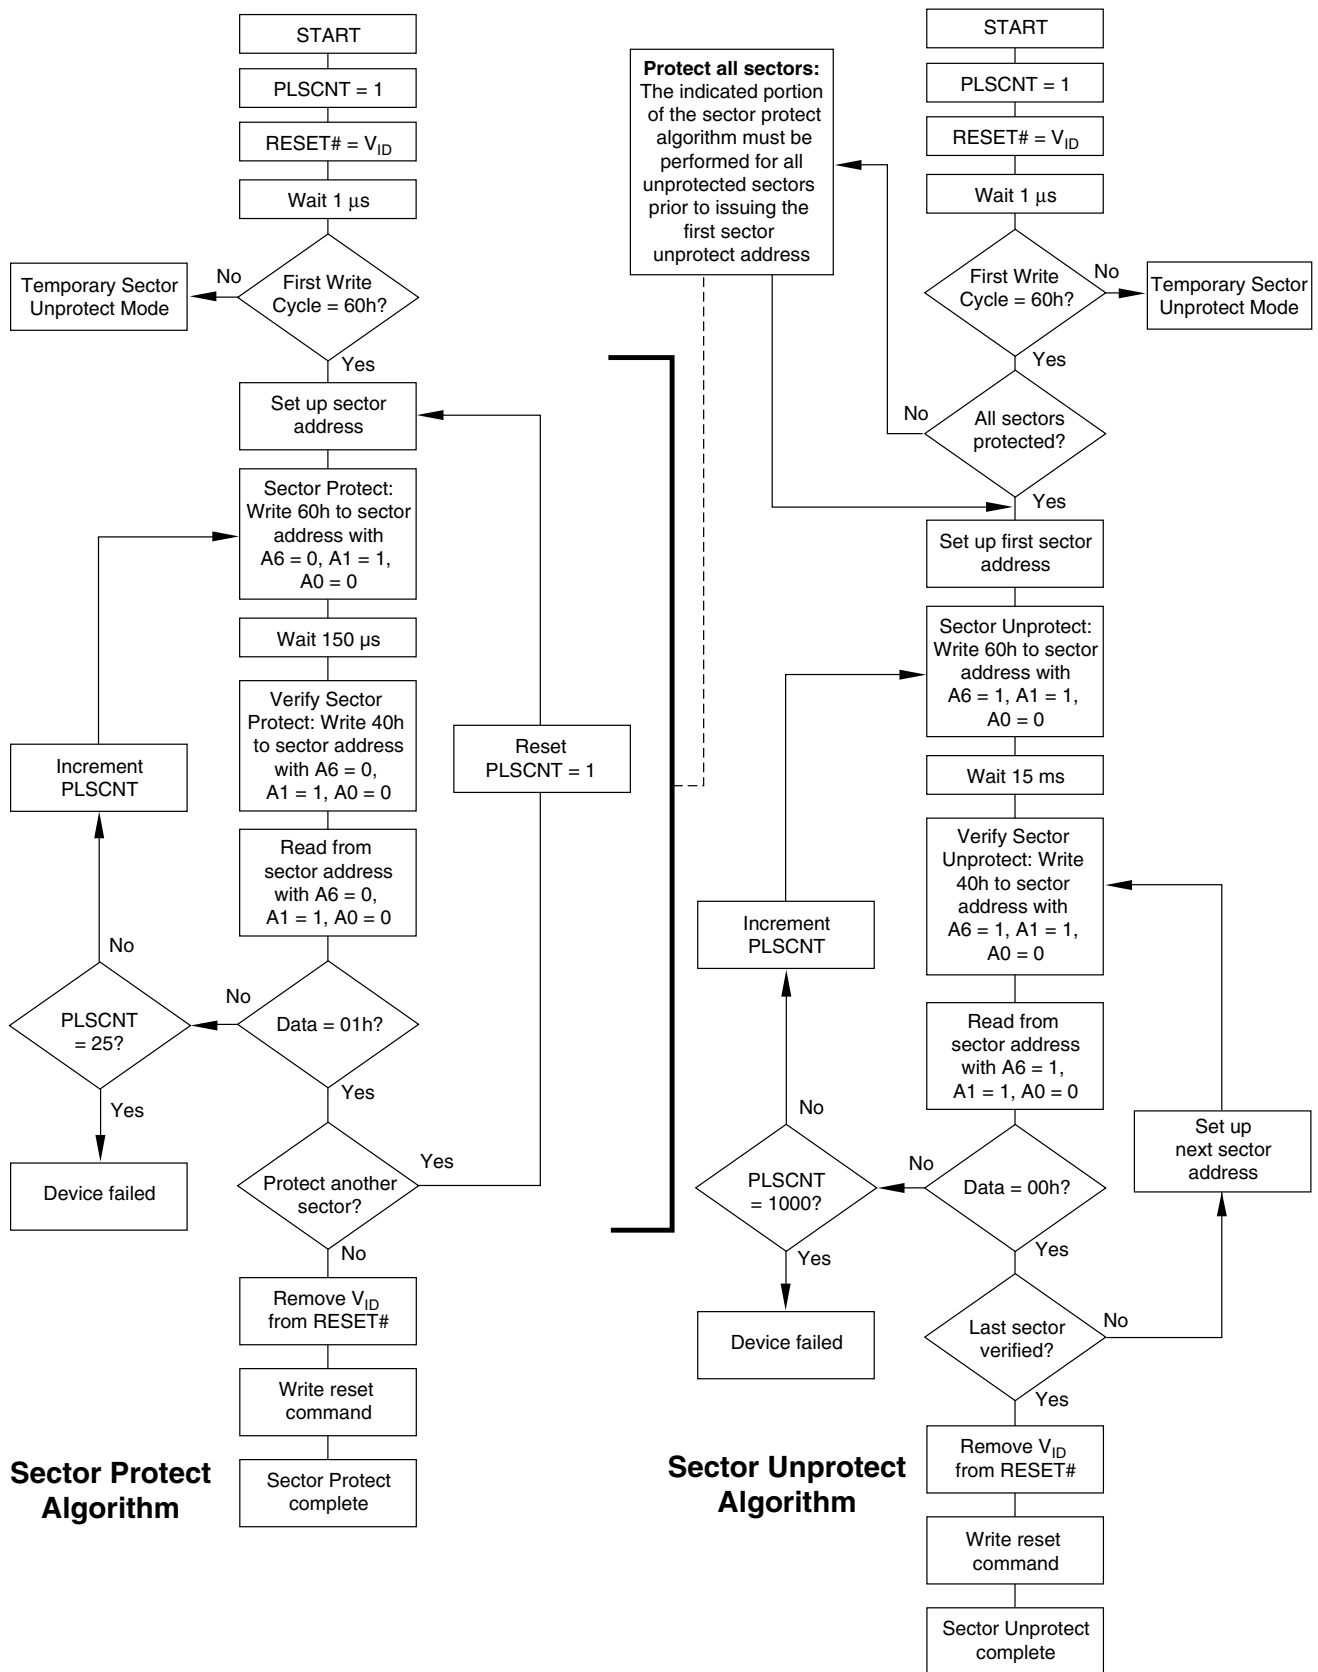 START
PLSCNT = 1
RESET# = VID
Wait 1 μs
First Write
Cycle = 60h?
No
Temporary Sector
Unprotect Mode
Yes
Set up sector
address
Sector Protect:
Write 60h to sector
address with
A6 = 0, A1 = 1,
A0 = 0
Wait 150 µs
Verify Sector
Protect: Write 40h
to sector address
with A6 = 0,
A1 = 1, A0 = 0
Reset
PLSCNT = 1
Increment
PLSCNT
Read from
sector address
with A6 = 0,
A1 = 1, A0 = 0
No
No
PLSCNT
= 25?
Data = 01h?
Yes
Yes
Device failed
Protect another
sector?
Yes
No
Remove VID
from RESET#
Write reset
command
Sector Protect
complete
Sector Protect
Algorithm
Protect all sectors:
The indicated portion
of the sector protect
algorithm must be
performed for all
unprotected sectors
prior to issuing the
first sector
unprotect address
START
PLSCNT = 1
RESET# = VID
Wait 1 μs
First Write
Cycle = 60h?
No
Temporary Sector
Unprotect Mode
Yes
No
All sectors
protected?
Yes
Set up first sector
address
Sector Unprotect:
Write 60h to sector
address with
A6 = 1, A1 = 1,
A0 = 0
Wait 15 ms
Verify Sector
Unprotect: Write
40h to sector
address with
A6 = 1, A1 = 1,
A0 = 0
Increment
PLSCNT
Read from
sector address
with A6 = 1,
A1 = 1, A0 = 0
No
Set up
next sector
address
No
PLSCNT
= 1000?
Data = 00h?
Yes
Yes
Device failed
Last sector
verified?
No
Yes
Remove VID
from RESET#
Write reset
command
Sector Unprotect
complete
Sector Unprotect
Algorithm